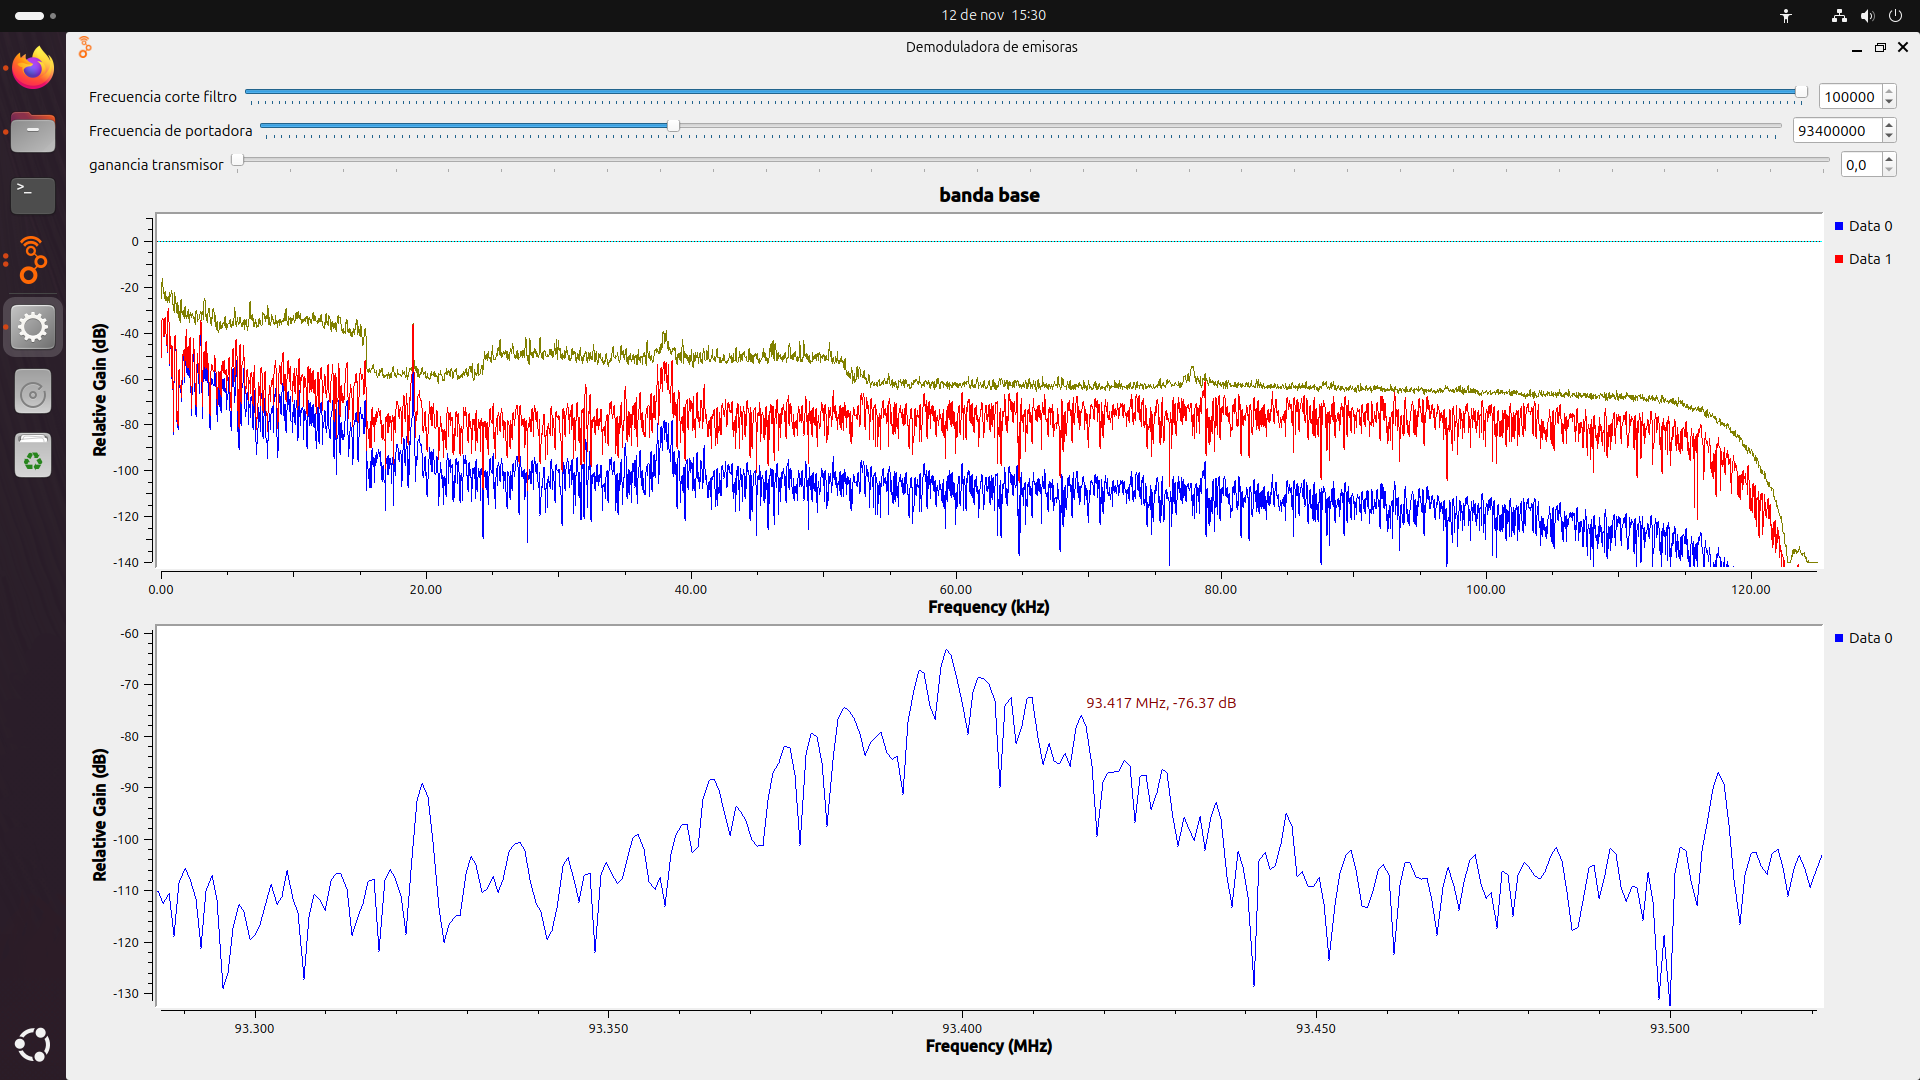 12 de nov 15:30
Demoduladora de emisoras
Frecuencia corte filtro 100000
Frecuencia de portadora 93400000
ganancia transmisor 0,0
banda base
Data 0
Data 1
0
-20
-40
-60
-80
-100
-120
-140
Relative Gain (dB)
0.00 20.00 40.00 60.00 80.00 100.00 120.00
Frequency (kHz)
Data 0
93.417 MHz, -76.37 dB
-60
-70
-80
-90
-100
-110
-120
-130
Relative Gain (dB)
93.300 93.350 93.400 93.450 93.500
Frequency (MHz)